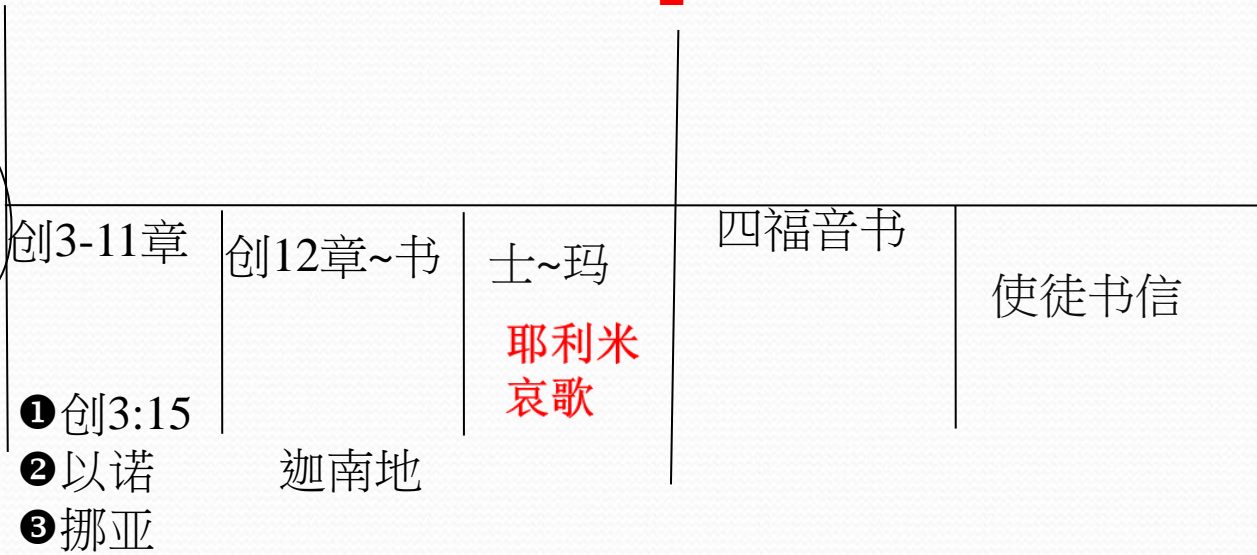 创3-11章
创12章~书
士~玛
四福音书
使徒书信
耶利米
哀歌
❶创3:15
❷以诺
迦南地
❸挪亚